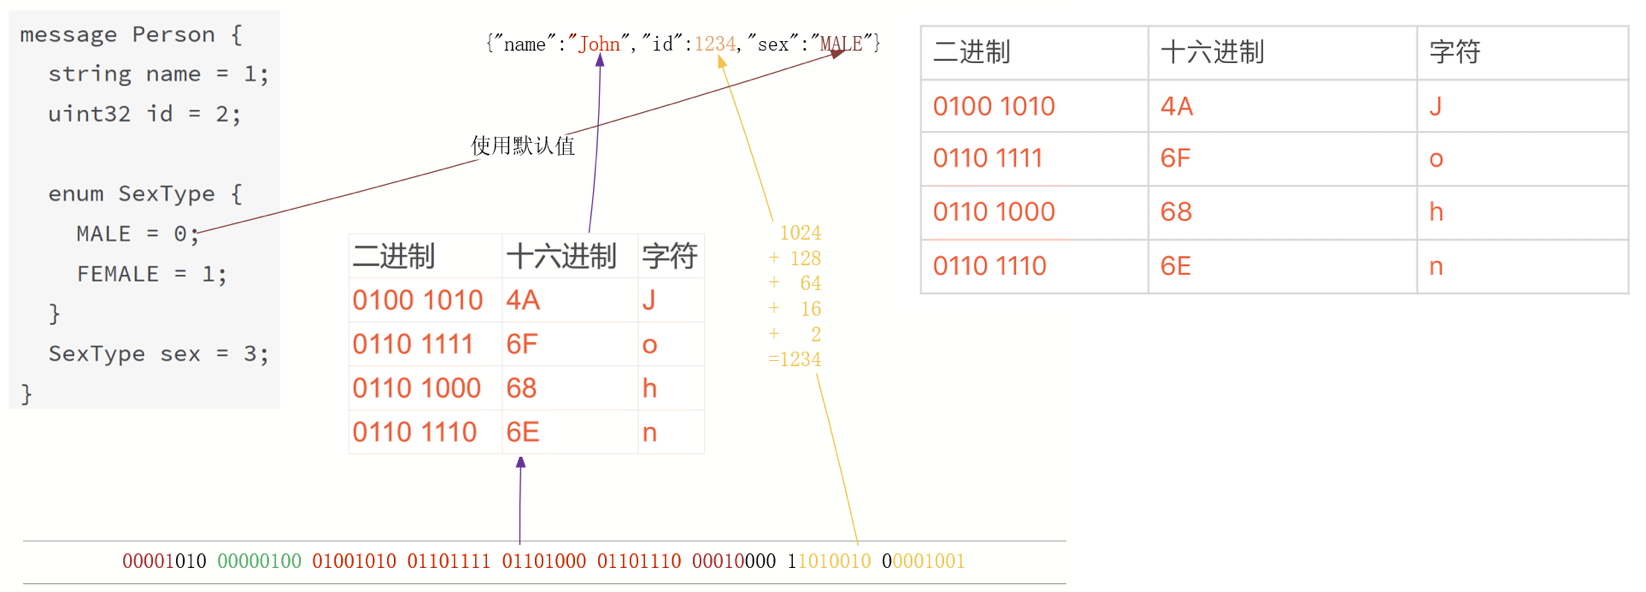 message Person {
string name = 1;
uint32 id = 2;
enum SexType {
MALE = 0;
FEMALE = 1;
}
SexType sex = 3;
}
{"name":"John","id":1234,"sex":"MALE"}
使用默认值
二进制 十六进制 字符
0100 1010 4A J
0110 1111 6F o
0110 1000 68 h
0110 1110 6E n
1024
+ 128
+ 64
+ 16
+ 2
=1234
二进制 十六进制 字符
0100 1010 4A J
0110 1111 6F o
0110 1000 68 h
0110 1110 6E n
00001010 00000100 01001010 01101111 01101000 01101110 00010000 11010010 00001001